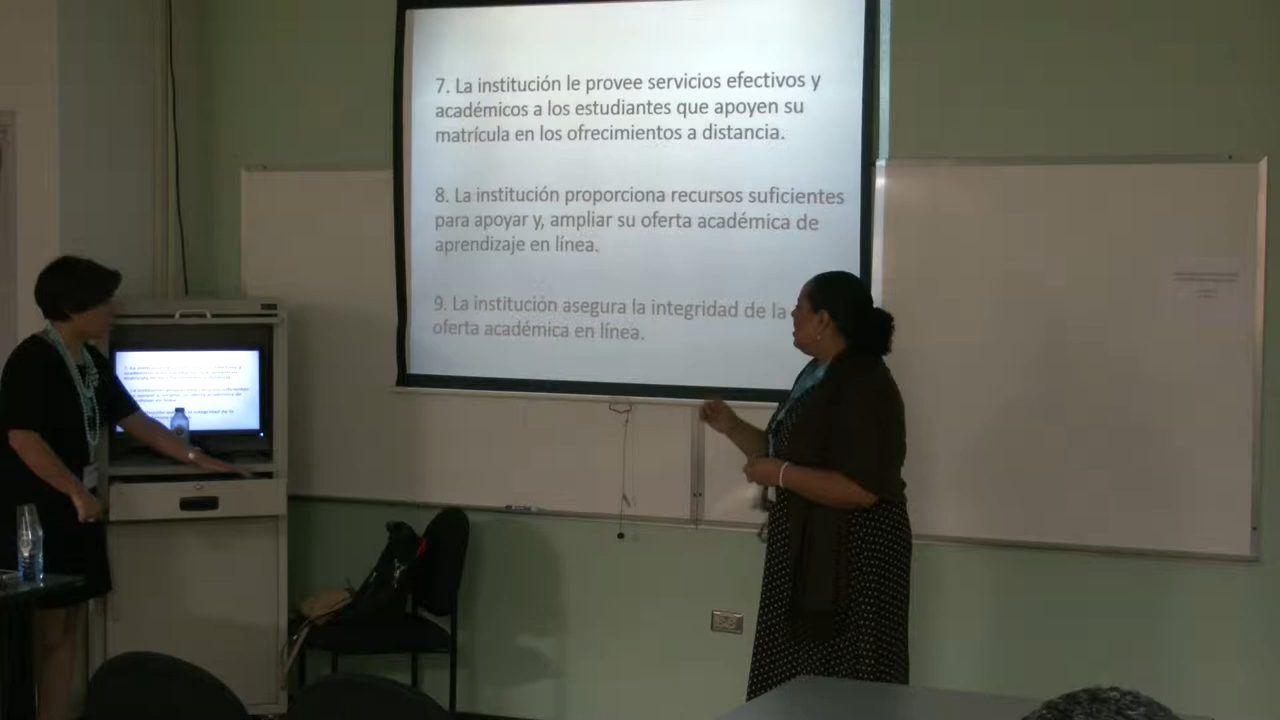 7. La institución le provee servicios efectivos y
académicos a los estudiantes que apoyen su
matrícula en los ofrecimientos a distancia.
8. La institución proporciona recursos suficientes
para apoyar y, ampliar su oferta académica de
aprendizaje en línea.
9. La institución asegura la integridad de la
oferta académica en línea.